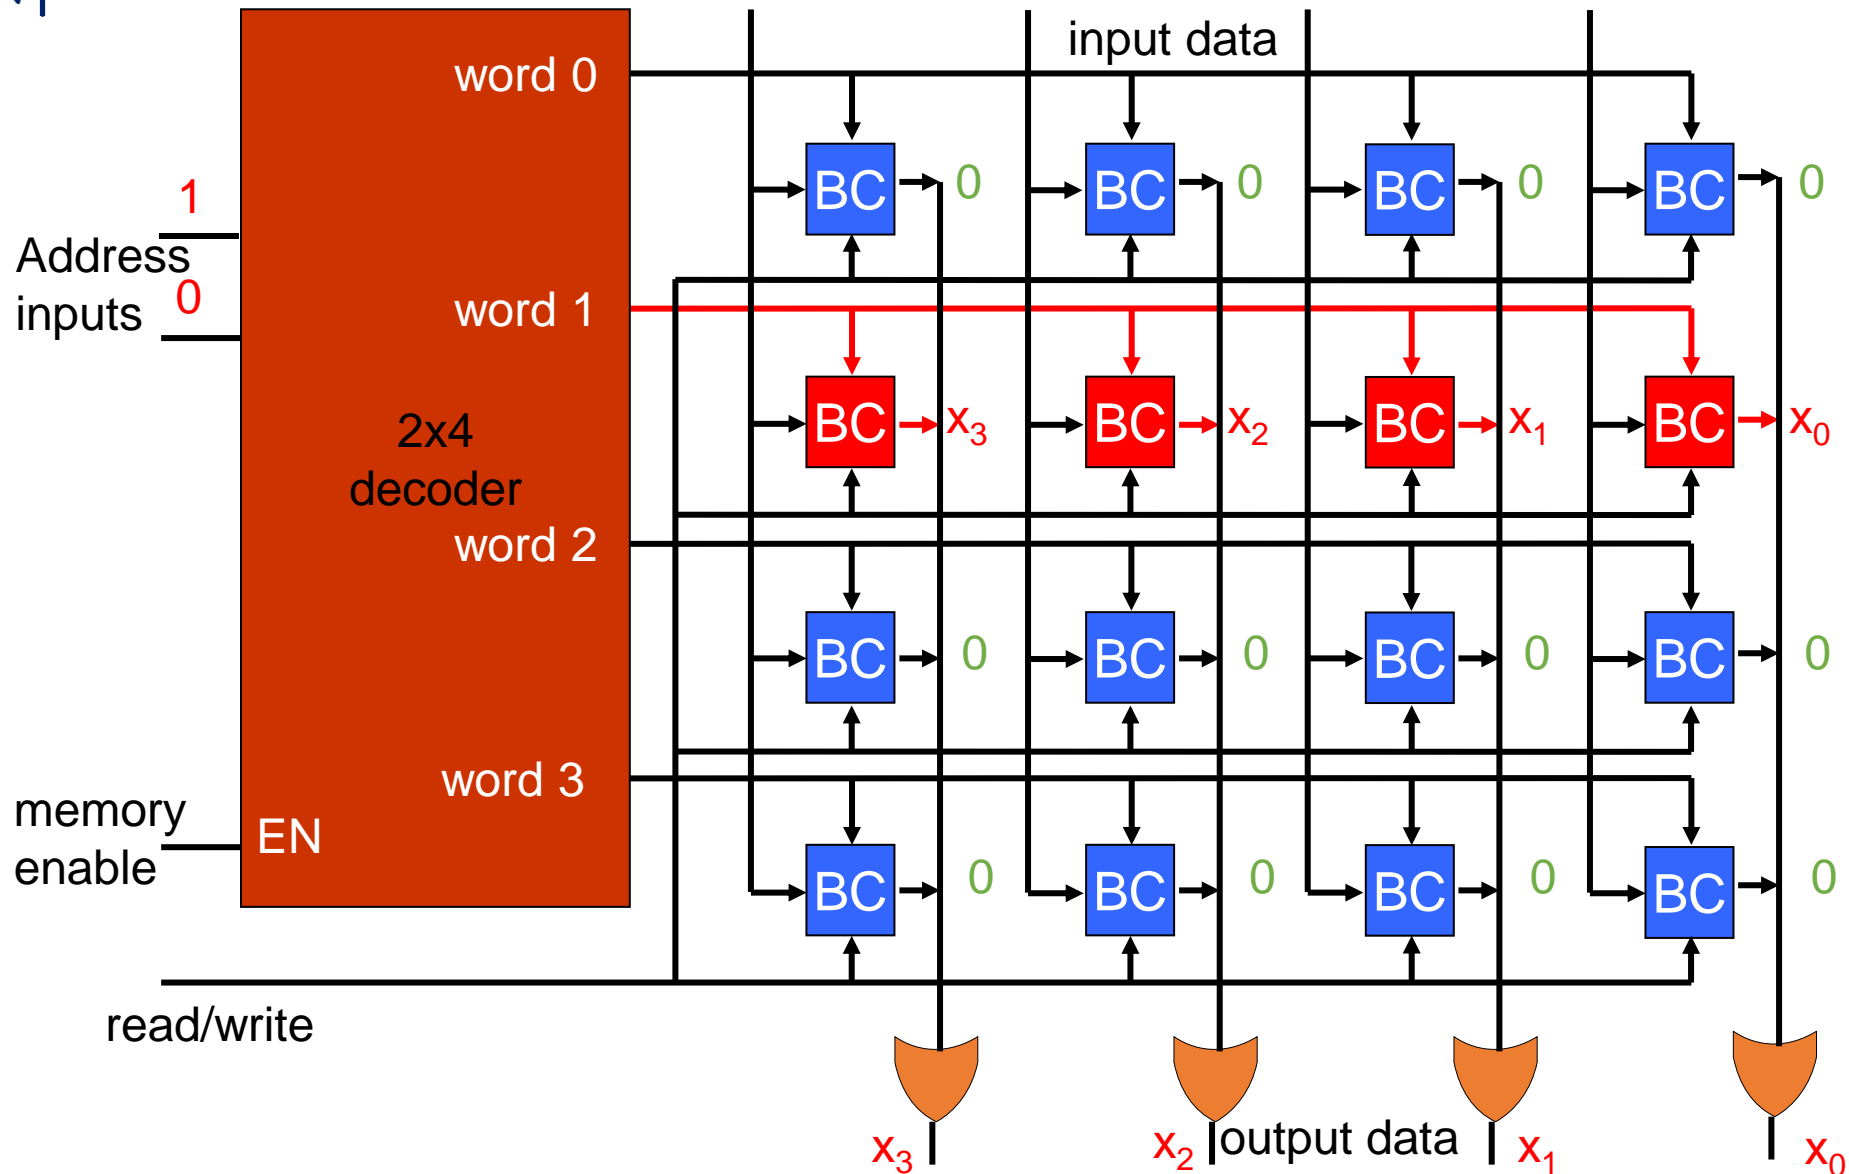 input data
word 0
BC 0 BC 0 BC 0 BC 0
1
Address
inputs 0
word 1
BC x₃ BC x₂ BC x₁ BC x₀
2x4
decoder
word 2
BC 0 BC 0 BC 0 BC 0
word 3
memory
enable
EN
BC 0 BC 0 BC 0 BC 0
read/write
x₃ x₂ output data x₁ x₀